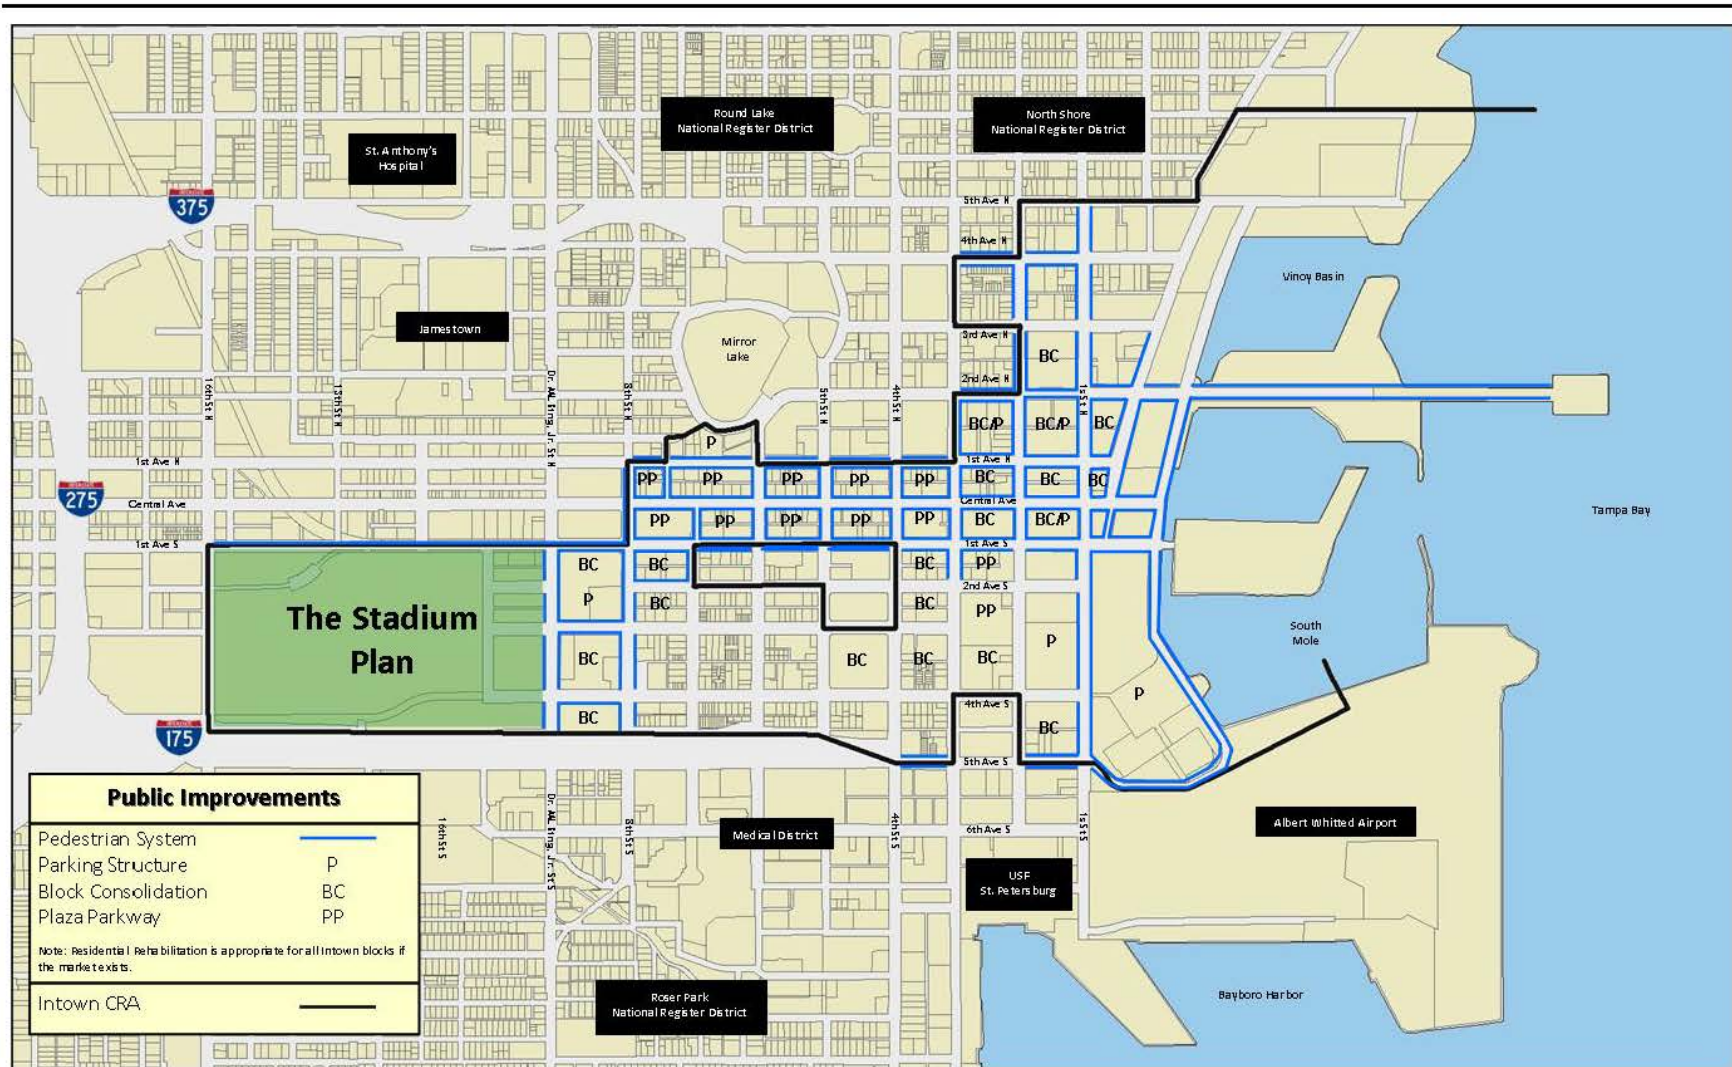 Round Lake
National Register District
North Shore
National Register District
St. Anthony's
Hospital
INTERSTATE
375
5th Ave N
4th Ave N
Vinoy Basin
Jamestown
Mirror
Lake
3rd Ave N
BC
2nd Ave N
16th St N
13th St N
Dr. ML King, Jr. St N
8th St N
5th St N
4th St N
1st St N
P
BC/P
BC/P
BC
1st Ave N
1st Ave N
PP
PP
PP
PP
PP
BC
BC
BC
INTERSTATE
275
Central Ave
Central Ave
PP
PP
PP
PP
PP
BC
BC/P
Tampa Bay
1st Ave S
1st Ave S
BC
BC
BC
PP
2nd Ave S
P
BC
BC
PP
The Stadium
Plan
South
Mole
P
BC
BC
BC
BC
P
4th Ave S
BC
BC
INTERSTATE
175
5th Ave S
Public Improvements
Pedestrian System
Parking Structure P
Block Consolidation BC
Plaza Parkway PP
Note: Residential Rehabilitation is appropriate for all Intown blocks if
the market exists.
Intown CRA
16th St S
Dr. ML King, Jr. St S
8th St S
4th St S
1st St S
Medical District
6th Ave S
Albert Whitted Airport
USF
St. Petersburg
Roser Park
National Register District
Bayboro Harbor